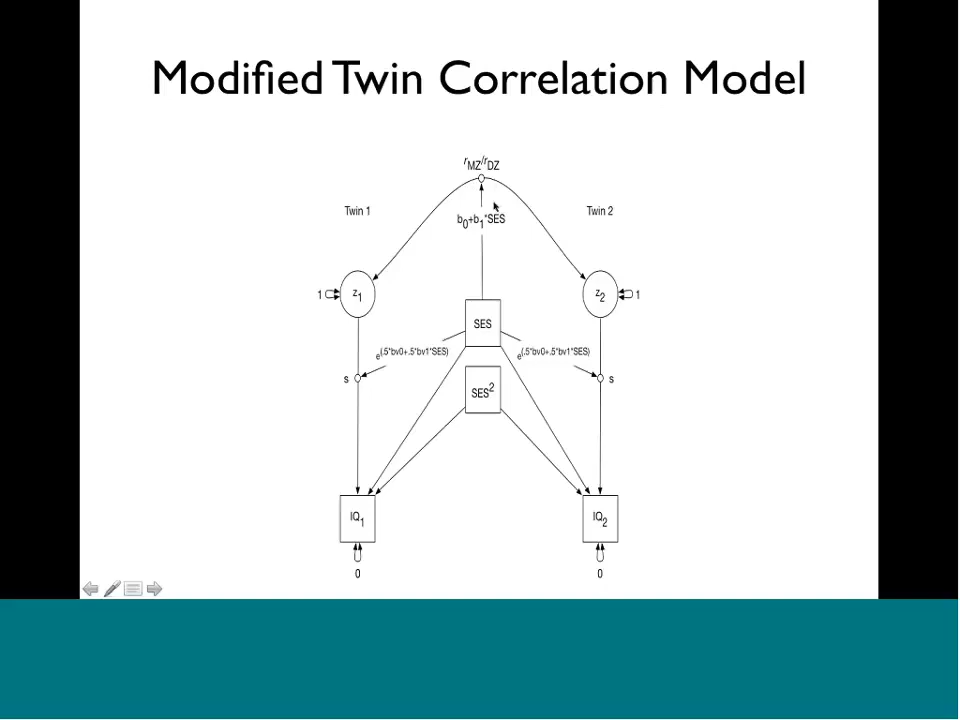 Modified Twin Correlation Model
rMZ/rDZ
Twin 1
Twin 2
b0+b1*SES
1
z1
z2
1
SES
e(.5*bv0+.5*bv1*SES)
e(.5*bv0+.5*bv1*SES)
s
s
SES2
IQ1
IQ2
0
0